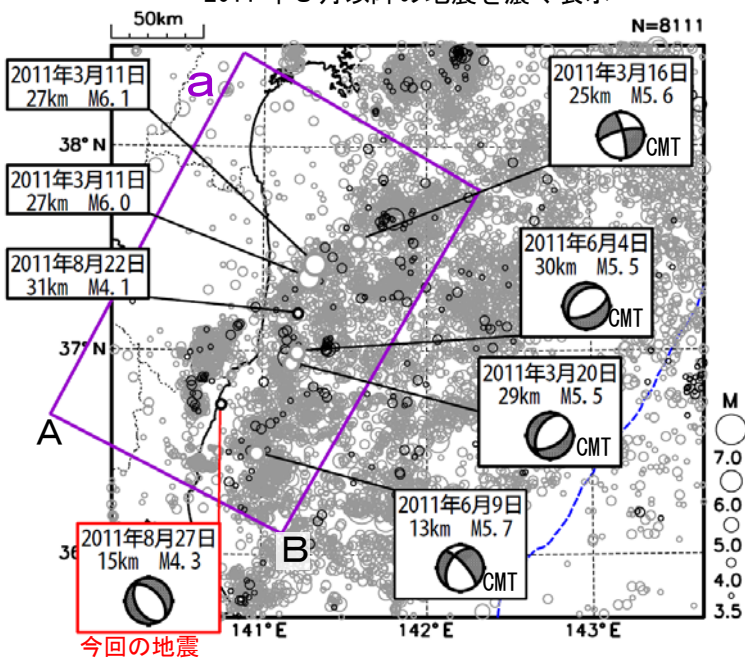 50km
N=8111
2011年3月11日
27km M6.1
2011年3月11日
27km M6.0
2011年8月22日
31km M4.1
a
2011年3月16日
25km M5.6
CMT
2011年6月4日
30km M5.5
CMT
2011年3月20日
29km M5.5
CMT
2011年6月9日
13km M5.7
CMT
2011年8月27日
15km M4.3
今回の地震
A
B
38°N
37°N
36°
141°E
142°E
143°E
M
7.0
6.0
5.0
4.0
3.5